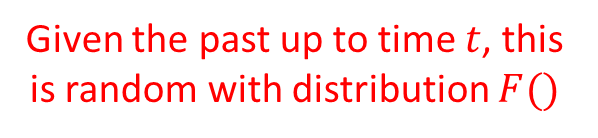 Given the past up to time t, this
is random with distribution F()